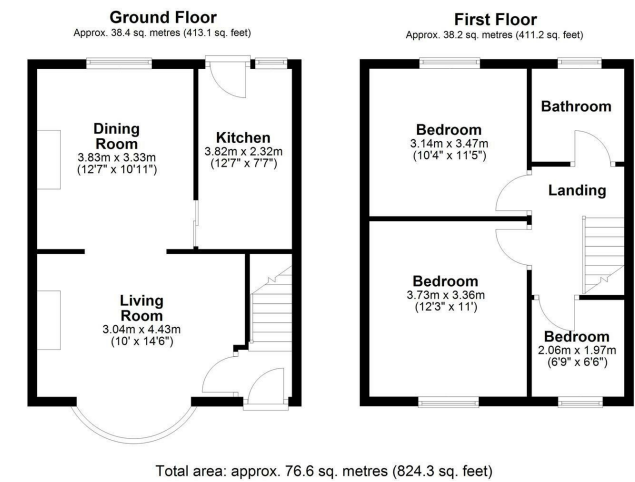 Ground Floor
Approx. 38.4 sq. metres (413.1 sq. feet)
Dining
Room
3.83m x 3.33m
(12'7" x 10'11")
Kitchen
3.82m x 2.32m
(12'7" x 7'7")
Living
Room
3.04m x 4.43m
(10' x 14'6")
First Floor
Approx. 38.2 sq. metres (411.2 sq. feet)
Bedroom
3.14m x 3.47m
(10'4" x 11'5")
Bathroom
Landing
Bedroom
3.73m x 3.36m
(12'3" x 11')
Bedroom
2.06m x 1.97m
(6'9" x 6'6")
Total area: approx. 76.6 sq. metres (824.3 sq. feet)